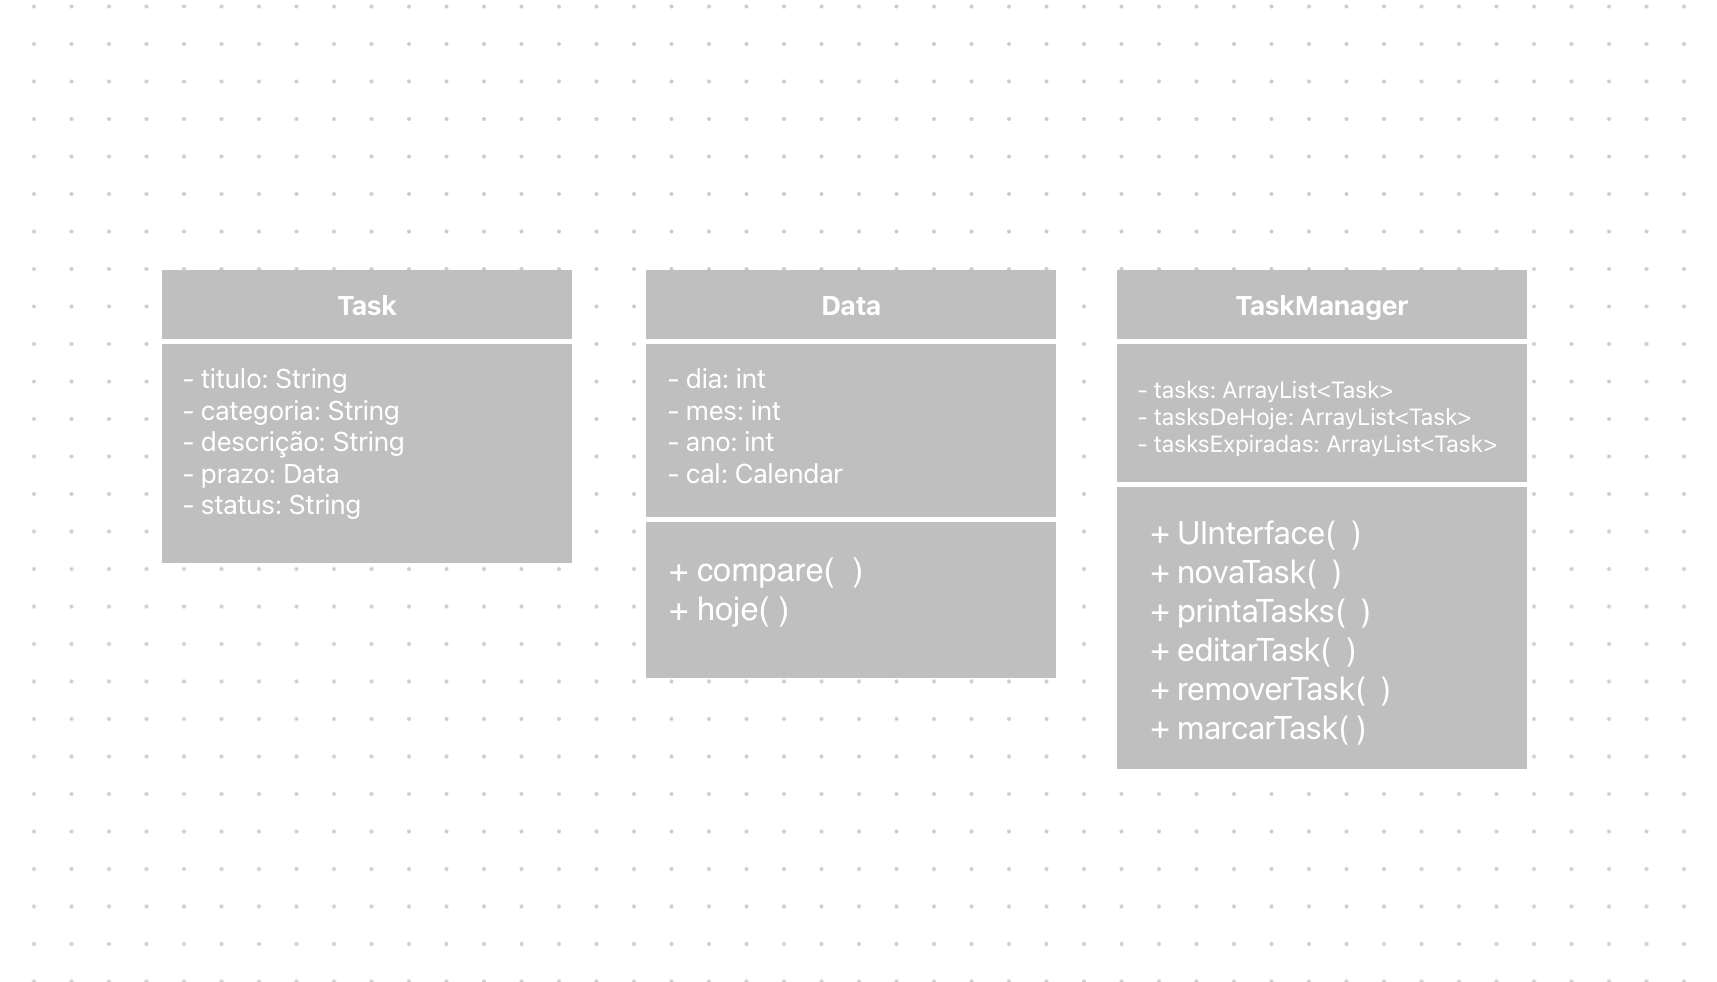 Task
- titulo: String
- categoria: String
- descrição: String
- prazo: Data
- status: String
Data
- dia: int
- mes: int
- ano: int
- cal: Calendar
+ compare(  )
+ hoje( )
TaskManager
- tasks: ArrayList<Task>
- tasksDeHoje: ArrayList<Task>
- tasksExpiradas: ArrayList<Task>
+ UInterface(  )
+ novaTask(  )
+ printaTasks(  )
+ editarTask(  )
+ removerTask(  )
+ marcarTask( )